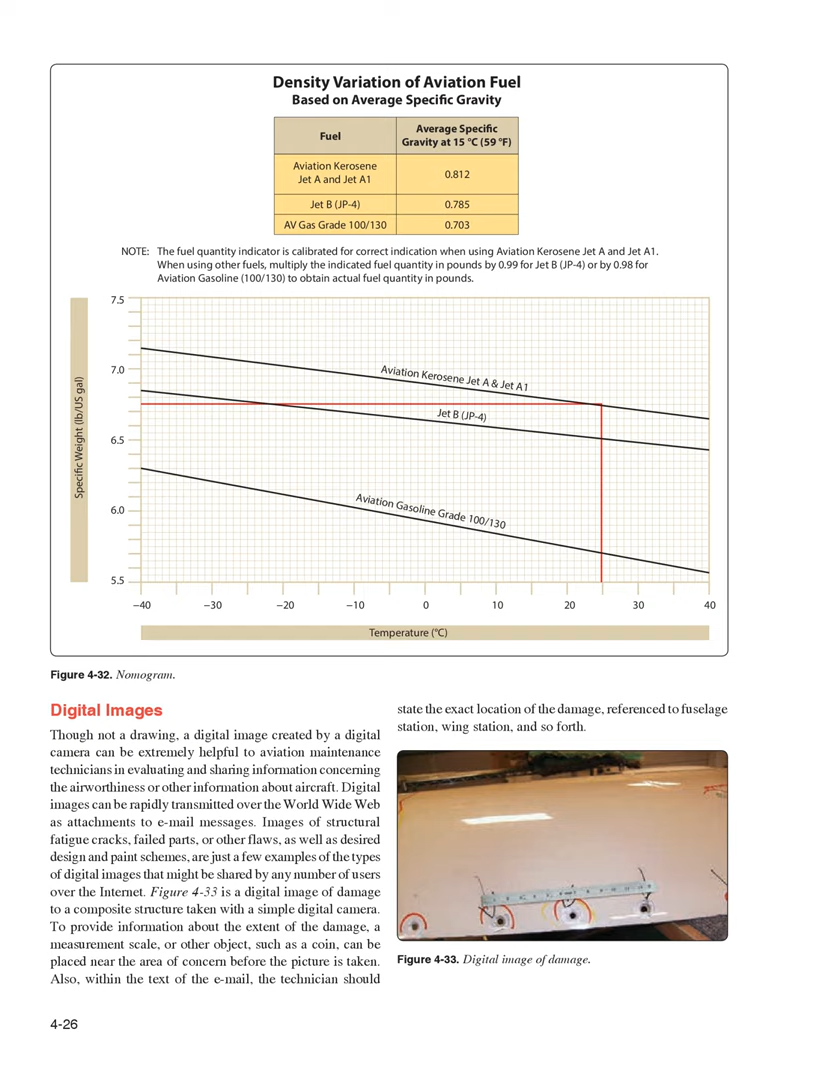 Density Variation of Aviation Fuel
Based on Average Specific Gravity
Fuel
Average Specific
Gravity at 15 °C (59 °F)
Aviation Kerosene
Jet A and Jet A1
0.812
Jet B (JP-4)
0.785
AV Gas Grade 100/130
0.703
NOTE: The fuel quantity indicator is calibrated for correct indication when using Aviation Kerosene Jet A and Jet A1.
When using other fuels, multiply the indicated fuel quantity in pounds by 0.99 for Jet B (JP-4) or by 0.98 for
Aviation Gasoline (100/130) to obtain actual fuel quantity in pounds.
Specific Weight (lb/US gal)
7.5
7.0
6.5
6.0
5.5
Aviation Kerosene Jet A & Jet A1
Jet B (JP-4)
Aviation Gasoline Grade 100/130
−40
−30
−20
−10
0
10
20
30
40
Temperature (°C)
Figure 4-32. Nomogram.
Digital Images
Though not a drawing, a digital image created by a digital
camera can be extremely helpful to aviation maintenance
technicians in evaluating and sharing information concerning
the airworthiness or other information about aircraft. Digital
images can be rapidly transmitted over the World Wide Web
as attachments to e-mail messages. Images of structural
fatigue cracks, failed parts, or other flaws, as well as desired
design and paint schemes, are just a few examples of the types
of digital images that might be shared by any number of users
over the Internet. Figure 4-33 is a digital image of damage
to a composite structure taken with a simple digital camera.
To provide information about the extent of the damage, a
measurement scale, or other object, such as a coin, can be
placed near the area of concern before the picture is taken.
Also, within the text of the e-mail, the technician should
state the exact location of the damage, referenced to fuselage
station, wing station, and so forth.
Figure 4-33. Digital image of damage.
4-26